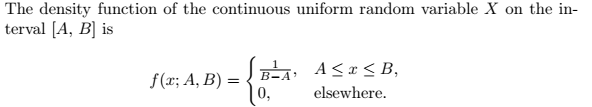 The density function of the continuous uniform random variable X on the in-
terval [A, B] is
f(x; A, B) = { 1/(B−A), A ≤ x ≤ B,
0, elsewhere.